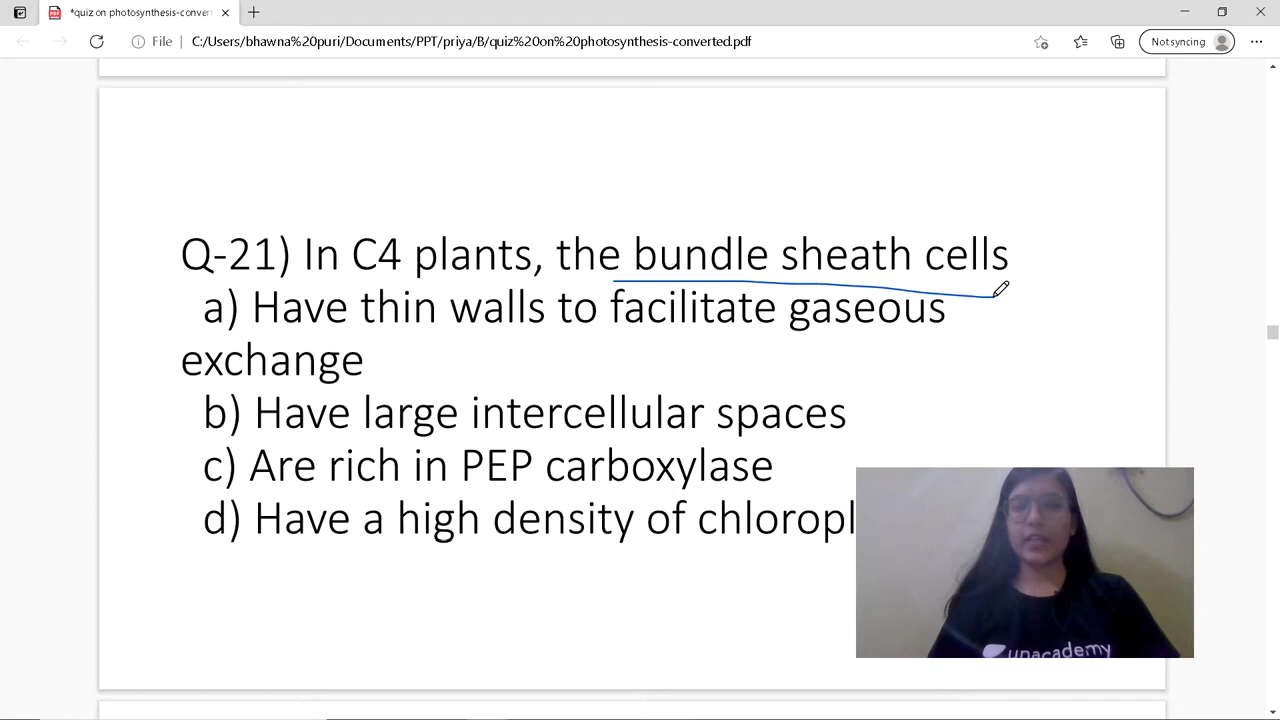 *quiz on photosynthesis-convert
File
C:/Users/bhawna%20puri/Documents/PPT/priya/B/quiz%20on%20photosynthesis-converted.pdf
Not syncing
Q-21) In C4 plants, the bundle sheath cells
a) Have thin walls to facilitate gaseous
exchange
b) Have large intercellular spaces
c) Are rich in PEP carboxylase
d) Have a high density of chloropl
unacademy